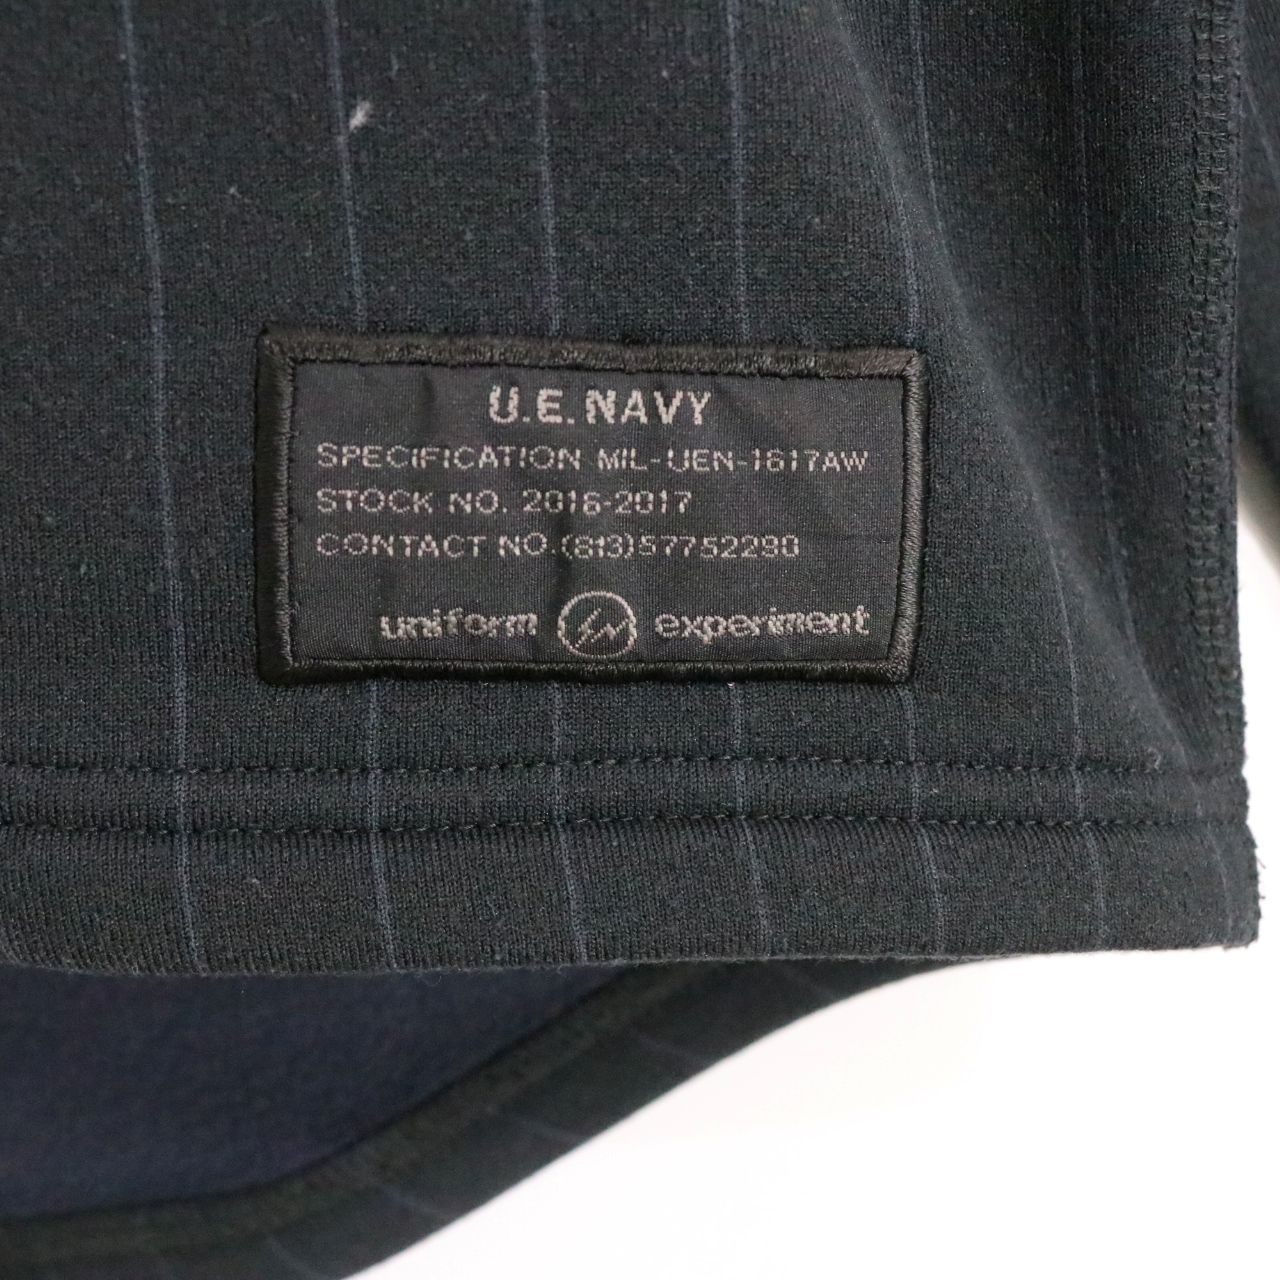 U.E. NAVY
SPECIFICATION MIL-UEN-1617AW
STOCK NO. 2016-2017
CONTACT NO. (813)57752290
uniform experiment